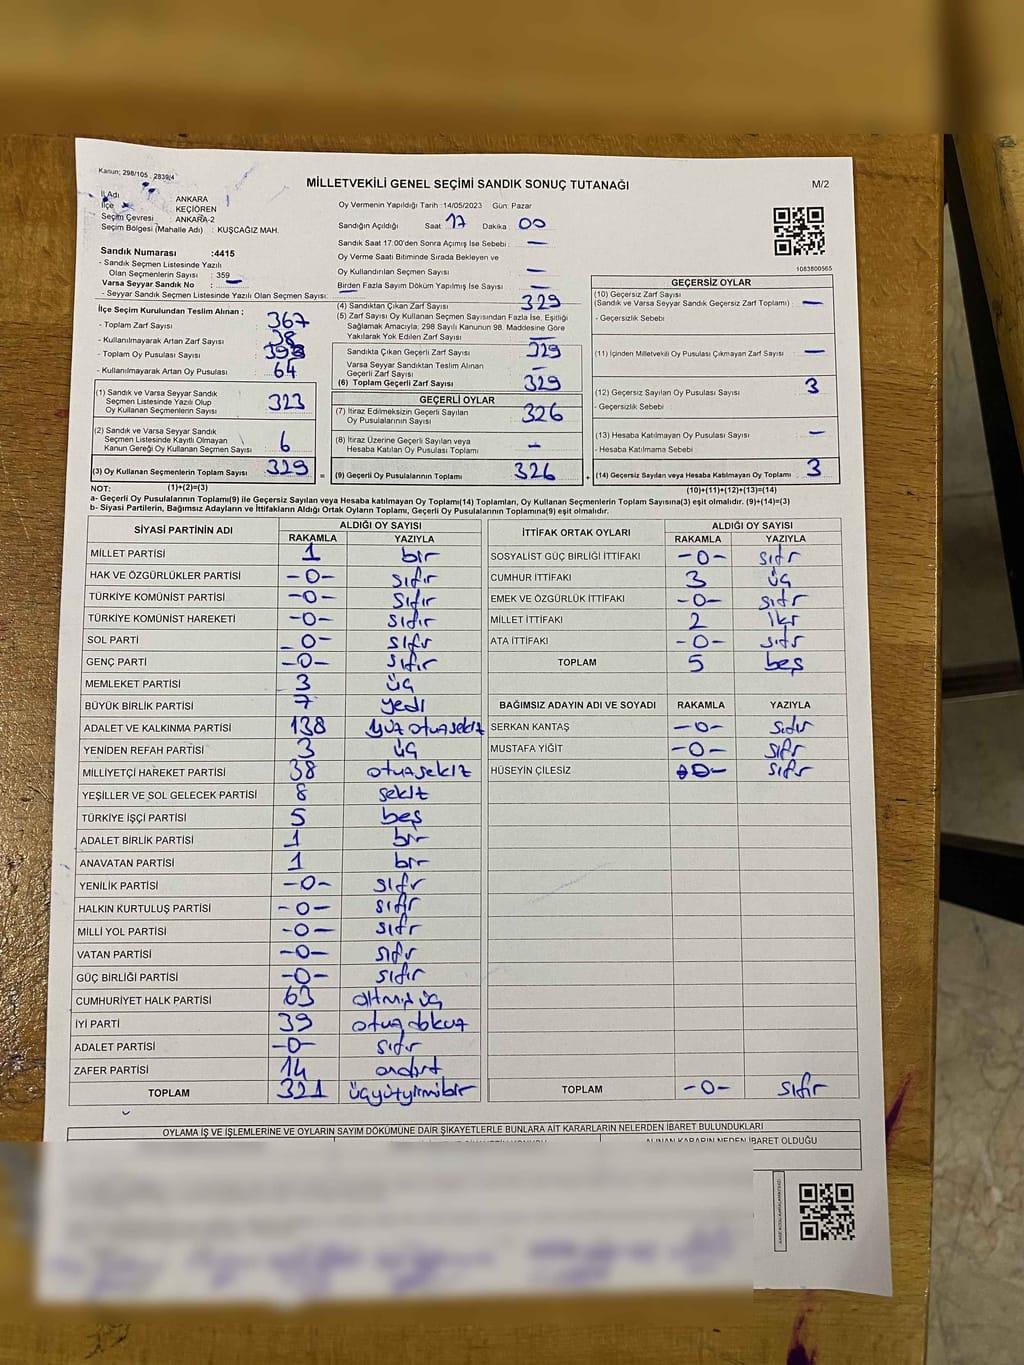 Kanun; 298/105 2839/4
MİLLETVEKİLİ GENEL SEÇİMİ SANDIK SONUÇ TUTANAĞI
M/2
İl Adı : ANKARA
İlçe : KEÇİÖREN
Seçim Çevresi : ANKARA-2
Seçim Bölgesi (Mahalle Adı) : KUŞCAĞIZ MAH.
Sandık Numarası :4415
- Sandık Seçmen Listesinde Yazılı
Olan Seçmenlerin Sayısı : 359
Varsa Seyyar Sandık No : —
- Seyyar Sandık Seçmen Listesinde Yazılı Olan Seçmen Sayısı:
İlçe Seçim Kurulundan Teslim Alınan ;
- Toplam Zarf Sayısı : 367
- Kullanılmayarak Artan Zarf Sayısı : 38
- Toplam Oy Pusulası Sayısı :
- Kullanılmayarak Artan Oy Pusulası : 64
(1) Sandık ve Varsa Seyyar Sandık
Seçmen Listesinde Yazılı Olup
Oy Kullanan Seçmenlerin Sayısı : 323
(2) Sandık ve Varsa Seyyar Sandık
Seçmen Listesinde Kayıtlı Olmayan
Kanun Gereği Oy Kullanan Seçmen Sayısı : 6
(3) Oy Kullanan Seçmenlerin Toplam Sayısı : 329
Oy Vermenin Yapıldığı Tarih :14/05/2023 Gün: Pazar
Sandığın Açıldığı Saat 17 Dakika 00
Sandık Saat 17:00'den Sonra Açımış İse Sebebi : —
Oy Verme Saati Bitiminde Sırada Bekleyen ve
Oy Kullandırılan Seçmen Sayısı : —
Birden Fazla Sayım Döküm Yapılmış İse Sayısı : —
(4) Sandıktan Çıkan Zarf Sayısı : 329
(5) Zarf Sayısı Oy Kullanan Seçmen Sayısından Fazla İse, Eşitliği
Sağlamak Amacıyla; 298 Sayılı Kanunun 98. Maddesine Göre
Yakılarak Yok Edilen Zarf Sayısı : —
Sandıkta Çıkan Geçerli Zarf Sayısı : 329
Varsa Seyyar Sandıktan Teslim Alınan
Geçerli Zarf Sayısı : —
(6) Toplam Geçerli Zarf Sayısı : 329
GEÇERLİ OYLAR
(7) İtiraz Edilmeksizin Geçerli Sayılan
Oy Pusulalarının Sayısı : 326
(8) İtiraz Üzerine Geçerli Sayılan veya
Hesaba Katılan Oy Pusulaları Toplamı : —
= (9) Geçerli Oy Pusulalarının Toplamı : 326
1083800565
GEÇERSİZ OYLAR
(10) Geçersiz Zarf Sayısı
(Sandık ve Varsa Seyyar Sandık Geçersiz Zarf Toplamı) : —
- Geçersizlik Sebebi :
(11) İçinden Milletvekili Oy Pusulası Çıkmayan Zarf Sayısı : —
(12) Geçersiz Sayılan Oy Pusulası Sayısı : 3
- Geçersizlik Sebebi :
(13) Hesaba Katılmayan Oy Pusulası Sayısı : —
- Hesaba Katılmama Sebebi :
+ (14) Geçersiz Sayılan veya Hesaba Katılmayan Oy Toplamı : 3
NOT: (1)+(2)=(3) (10)+(11)+(12)+(13)=(14)
a- Geçerli Oy Pusulalarının Toplamı(9) ile Geçersiz Sayılan veya Hesaba katılmayan Oy Toplamı(14) Toplamları, Oy Kullanan Seçmenlerin Toplam Sayısına(3) eşit olmalıdır. (9)+(14)=(3)
b- Siyasi Partilerin, Bağımsız Adayların ve İttifakların Aldığı Ortak Oyların Toplamı, Geçerli Oy Pusulalarının Toplamına(9) eşit olmalıdır.
SİYASİ PARTİNİN ADI ALDIĞI OY SAYISI
RAKAMLA YAZIYLA
MİLLET PARTİSİ 1 bir
HAK VE ÖZGÜRLÜKLER PARTİSİ -0- sıfır
TÜRKİYE KOMÜNİST PARTİSİ -0- sıfır
TÜRKİYE KOMÜNİST HAREKETİ -0- sıfır
SOL PARTİ -0- sıfır
GENÇ PARTİ -0- sıfır
MEMLEKET PARTİSİ 3 üç
BÜYÜK BİRLİK PARTİSİ 7 yedi
ADALET VE KALKINMA PARTİSİ 138 yüz otuzsekiz
YENİDEN REFAH PARTİSİ 3 üç
MİLLİYETÇİ HAREKET PARTİSİ 38 otuzsekiz
YEŞİLLER VE SOL GELECEK PARTİSİ 8 sekiz
TÜRKİYE İŞÇİ PARTİSİ 5 beş
ADALET BİRLİK PARTİSİ 1 bir
ANAVATAN PARTİSİ 1 bir
YENİLİK PARTİSİ -0- sıfır
HALKIN KURTULUŞ PARTİSİ -0- sıfır
MİLLİ YOL PARTİSİ -0- sıfır
VATAN PARTİSİ -0- sıfır
GÜÇ BİRLİĞİ PARTİSİ -0- sıfır
CUMHURİYET HALK PARTİSİ 63 altmış üç
İYİ PARTİ 39 otuzdokuz
ADALET PARTİSİ -0- sıfır
ZAFER PARTİSİ 14 ondört
TOPLAM 321 üçyüzyirmibir
İTTİFAK ORTAK OYLARI ALDIĞI OY SAYISI
RAKAMLA YAZIYLA
SOSYALİST GÜÇ BİRLİĞİ İTTİFAKI -0- sıfır
CUMHUR İTTİFAKI 3 üç
EMEK VE ÖZGÜRLÜK İTTİFAKI -0- sıfır
MİLLET İTTİFAKI 2 iki
ATA İTTİFAKI -0- sıfır
TOPLAM 5 beş
BAĞIMSIZ ADAYIN ADI VE SOYADI RAKAMLA YAZIYLA
SERKAN KANTAŞ -0- sıfır
MUSTAFA YİĞİT -0- sıfır
HÜSEYİN ÇİLESİZ -0- sıfır
TOPLAM -0- sıfır
OYLAMA İŞ VE İŞLEMLERİNE VE OYLARIN SAYIM DÖKÜMÜNE DAİR ŞİKAYETLERLE BUNLARA AİT KARARLARIN NELERDEN İBARET BULUNDUKLARI
ALINAN KARARIN NEDEN İBARET OLDUĞU